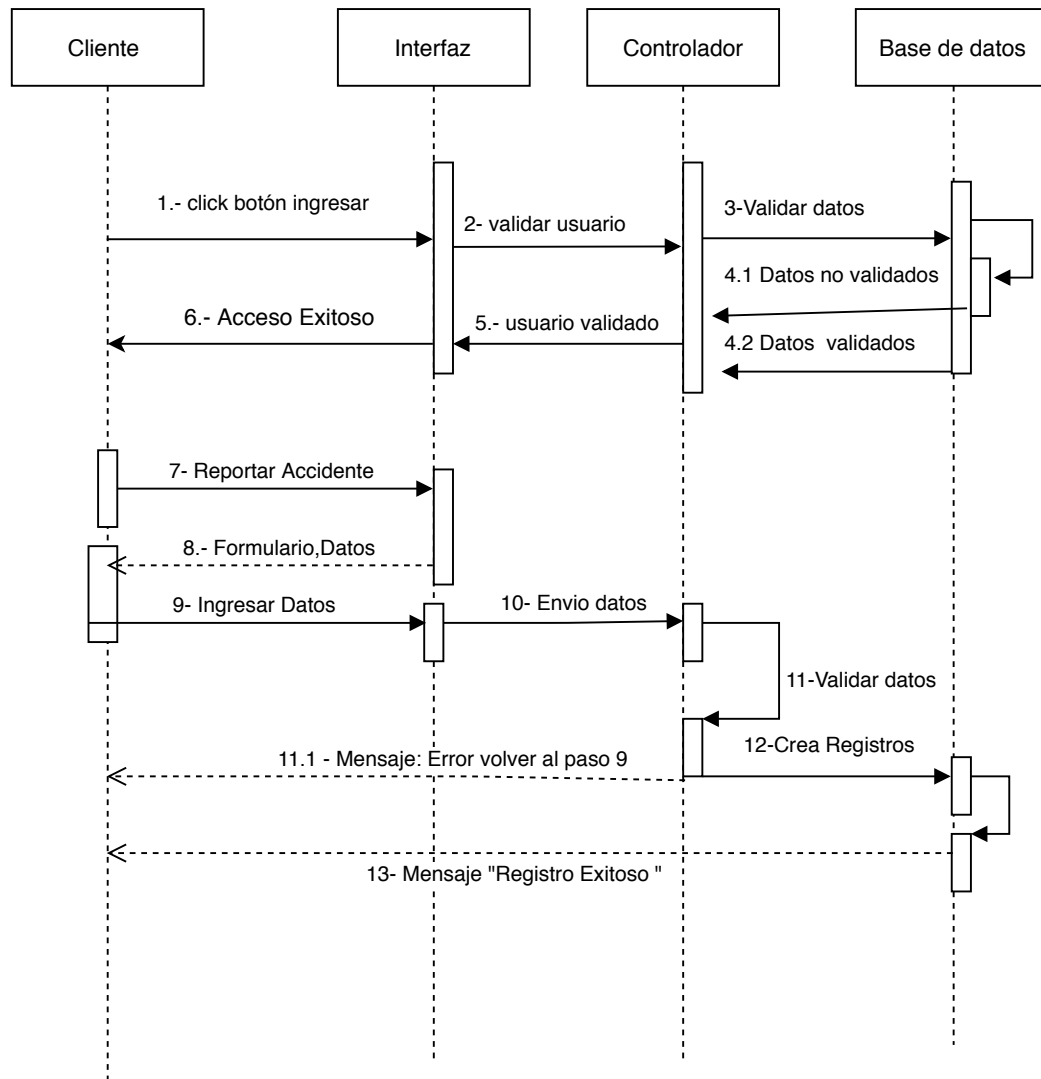 Cliente
Interfaz
Controlador
Base de datos
1.- click botón ingresar
2- validar usuario
3-Validar datos
4.1 Datos no validados
6.- Acceso Exitoso
5.- usuario validado
4.2 Datos  validados
7- Reportar Accidente
8.- Formulario,Datos
9- Ingresar Datos
10- Envio datos
11-Validar datos
11.1 - Mensaje: Error volver al paso 9
12-Crea Registros
13- Mensaje "Registro Exitoso "